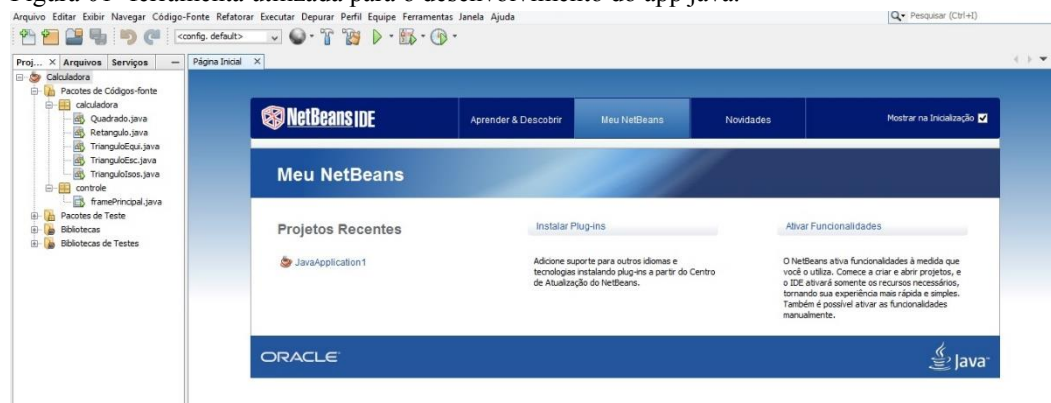 Figura 01- ferramenta utilizada para o desenvolvimento do app java.
Arquivo Editar Exibir Navegar Código-Fonte Refatorar Executar Depurar Perfil Equipe Ferramentas Janela Ajuda
Pesquisar (Ctrl+I)
<config. default>
Proj... × Arquivos Serviços
Página Inicial ×
Calculadora
Pacotes de Códigos-fonte
calculadora
Quadrado.java
Retangulo.java
TrianguloEqui.java
TrianguloEsc.java
TrianguloIsos.java
controle
framePrincipal.java
Pacotes de Teste
Bibliotecas
Bibliotecas de Testes
NetBeans IDE
Aprender & Descobrir
Meu NetBeans
Novidades
Mostrar na Inicialização
Meu NetBeans
Projetos Recentes
JavaApplication1
Instalar Plug-ins
Adicione suporte para outros idiomas e
tecnologias instalando plug-ins a partir do Centro
de Atualização do NetBeans.
Ativar Funcionalidades
O NetBeans ativa funcionalidades à medida que
você o utiliza. Comece a criar e abrir projetos, e
o IDE ativará somente os recursos necessários,
tornando sua experiência mais rápida e simples.
Também é possível ativar as funcionalidades
manualmente.
ORACLE
Java